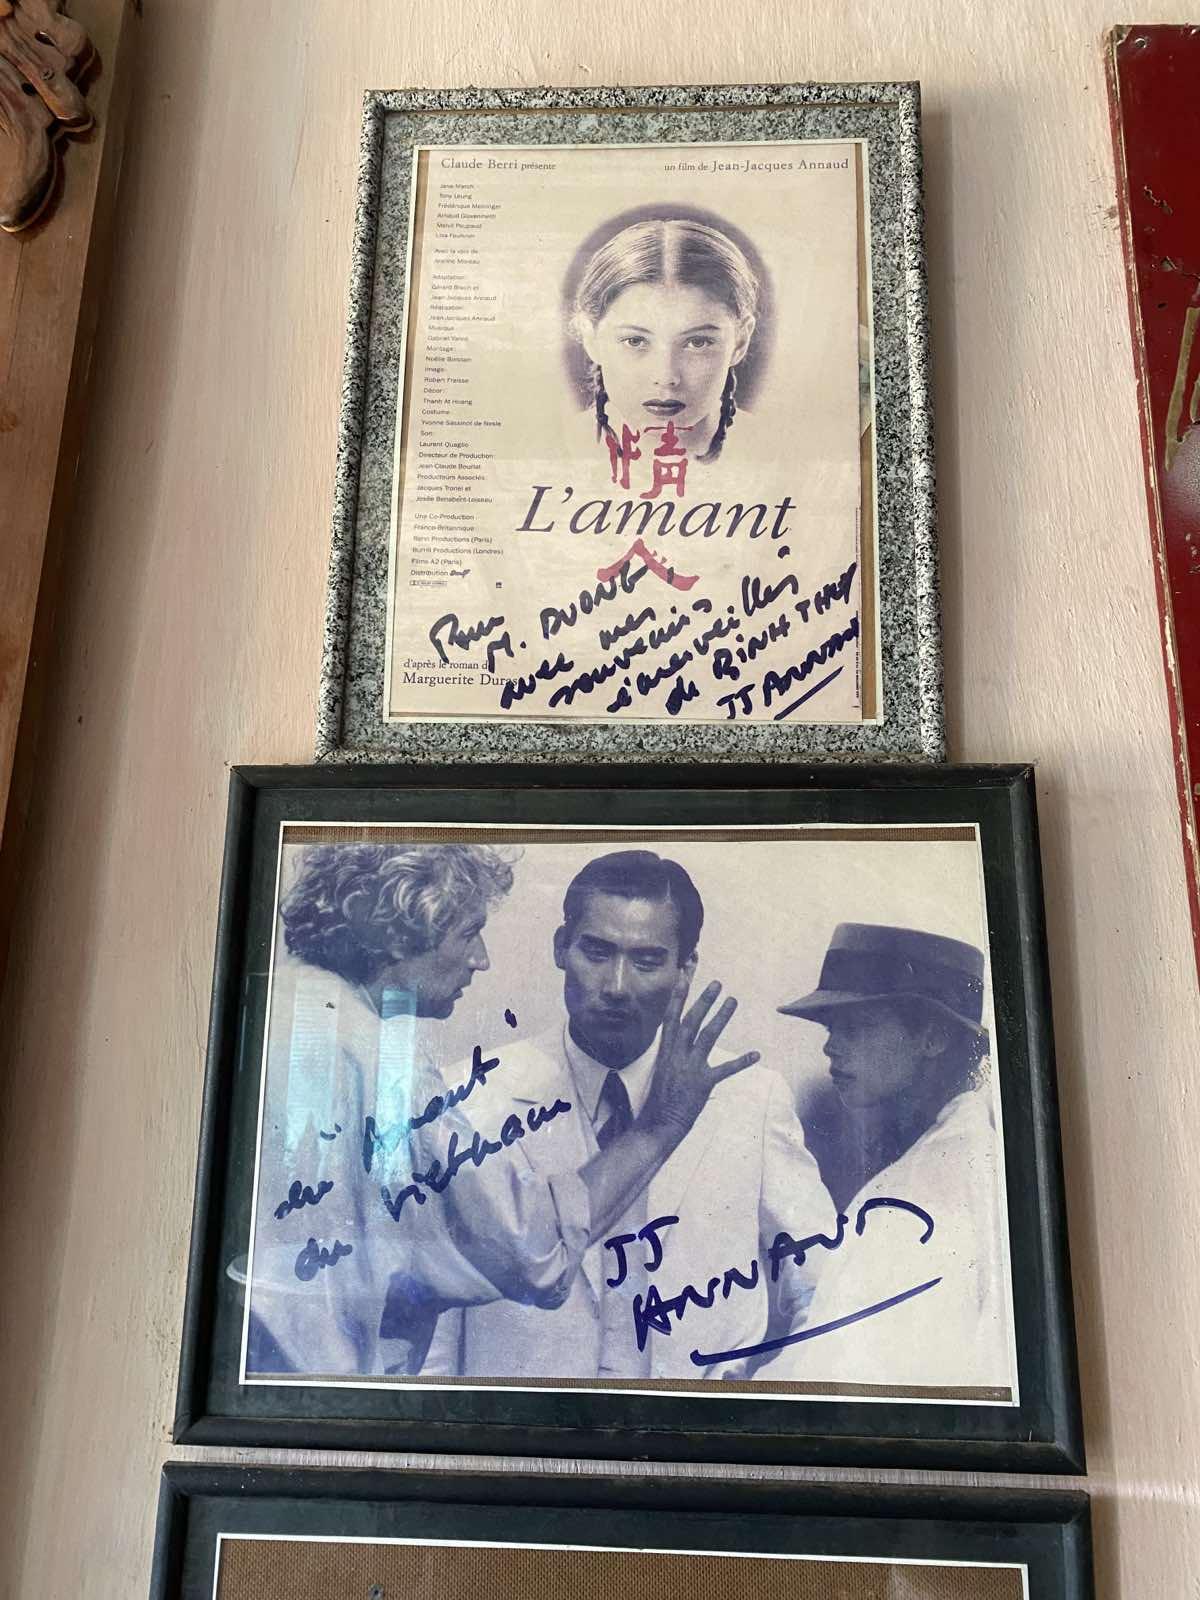 Claude Berri présente
un film de Jean-Jacques Annaud
Jane March
Tony Leung
Frédérique Meininger
Arnaud Giovaninetti
Melvil Poupaud
Lisa Faulkner
Avec la voix de
Jeanne Moreau
Adaptation:
Gérard Brach et
Jean-Jacques Annaud
Réalisation:
Jean-Jacques Annaud
Musique:
Gabriel Yared
Montage:
Noëlle Boisson
Image:
Robert Fraisse
Décor:
Thanh At Hoang
Costume:
Yvonne Sassinot de Nesle
Son:
Laurent Quaglio
Directeur de Production:
Jean-Claude Bourlat
Producteurs Associés:
Jacques Tronel et
Josée Benabent-Loiseau
Une Co-Production
Franco-Britannique
Renn Productions (Paris)
Burrill Productions (Londres)
Films A2 (Paris)
Distribution
情
L'amant
人
d'après le roman de
Marguerite Duras
Pour
M. DUONG,
avec mes
souvenirs
de BINH THUY
JJ ANNAUD
"Amant"
du Vietnam
JJ
ANNAUD